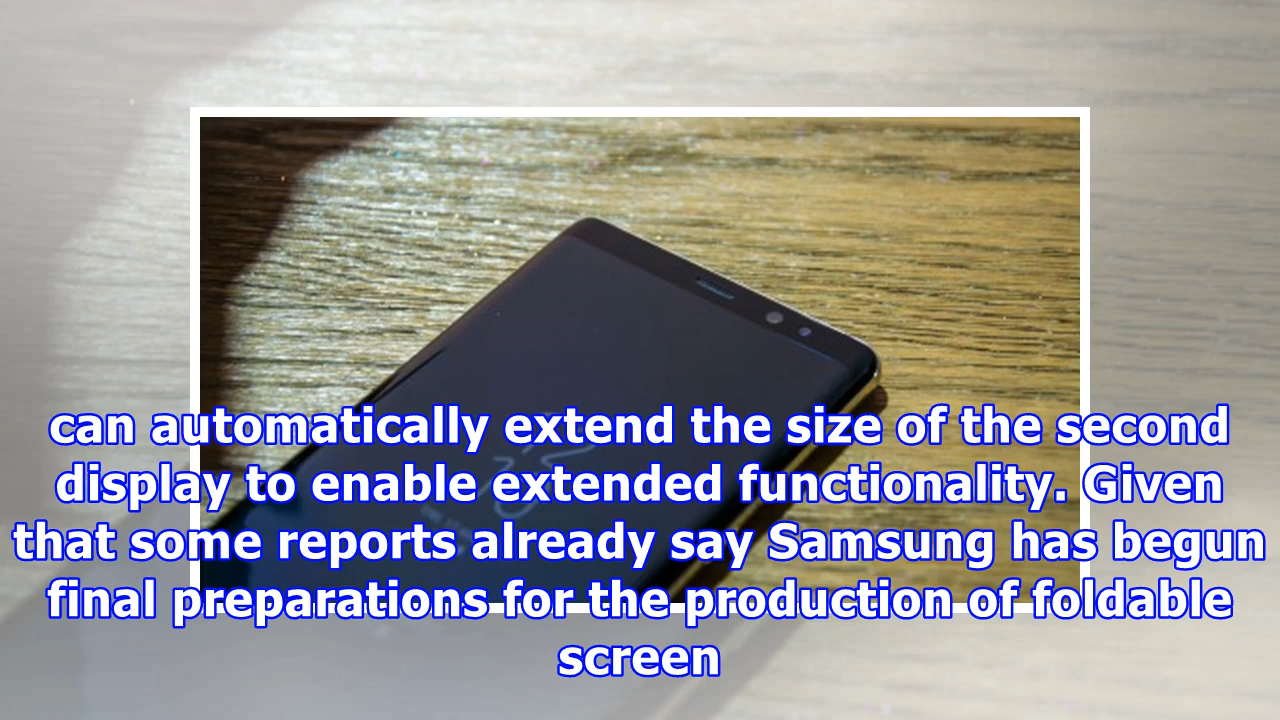 can automatically extend the size of the second
display to enable extended functionality. Given
that some reports already say Samsung has begun
final preparations for the production of foldable
screen